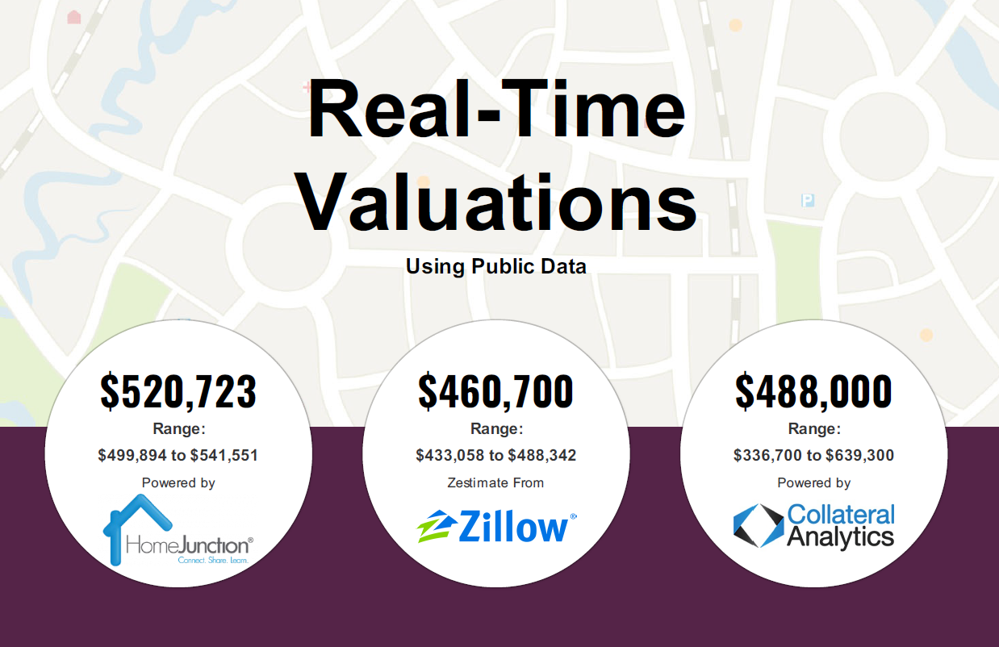 Real-Time
Valuations
Using Public Data
$520,723
Range:
$499,894 to $541,551
Powered by
HomeJunction®
Connect. Share. Learn.
$460,700
Range:
$433,058 to $488,342
Zestimate From
Zillow®
$488,000
Range:
$336,700 to $639,300
Powered by
Collateral
Analytics
P